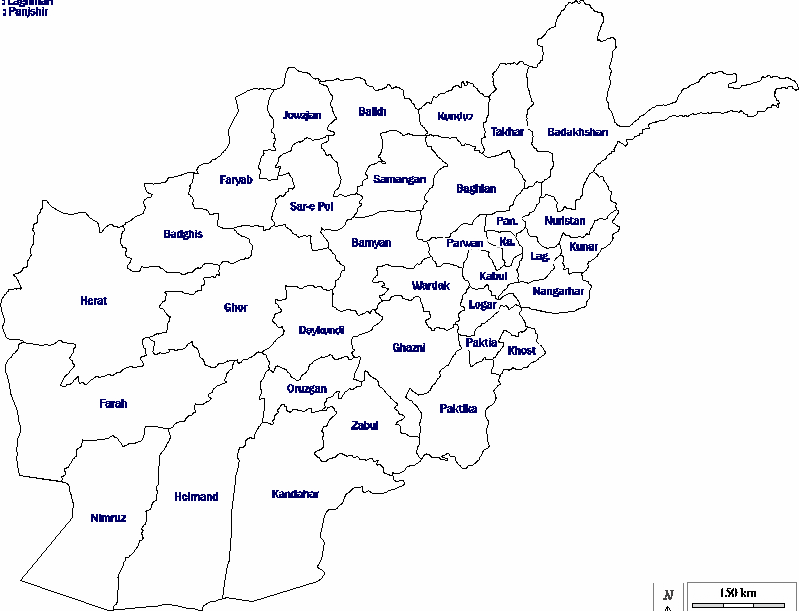 : Laghman
: Panjshir
Jowzjan
Balkh
Kunduz
Takhar
Badakhshan
Faryab
Samangan
Baghlan
Sar-e Pol
Badghis
Bamyan
Parwan
Pan.
Ka.
Nuristan
Kunar
Lag.
Kabul
Nangarhar
Herat
Ghor
Wardak
Logar
Daykundi
Ghazni
Paktia
Khost
Farah
Oruzgan
Zabul
Paktika
Nimruz
Helmand
Kandahar
N
150 km